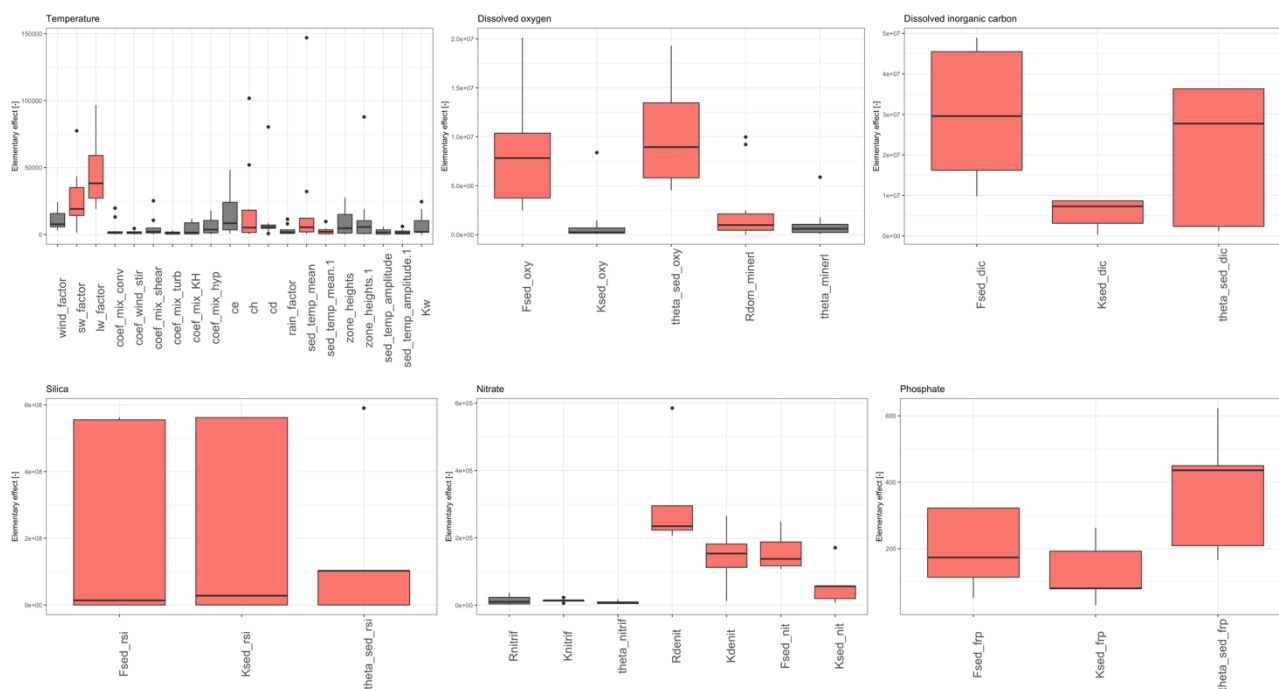 Temperature
Elementary effect [-]
150000
100000
50000
0
wind_factor
sw_factor
lw_factor
coef_mix_conv
coef_wind_stir
coef_mix_shear
coef_mix_turb
coef_mix_KH
coef_mix_hyp
ce
ch
cd
rain_factor
sed_temp_mean
sed_temp_mean.1
zone_heights
zone_heights.1
sed_temp_amplitude
sed_temp_amplitude.1
Kw
Dissolved oxygen
Elementary effect [-]
2.0e+07
1.5e+07
1.0e+07
5.0e+06
0.0e+00
Fsed_oxy
Ksed_oxy
theta_sed_oxy
Rdom_minerl
theta_minerl
Dissolved inorganic carbon
Elementary effect [-]
5e+07
4e+07
3e+07
2e+07
1e+07
0e+00
Fsed_dic
Ksed_dic
theta_sed_dic
Silica
Elementary effect [-]
6e+08
4e+08
2e+08
0e+00
Fsed_rsi
Ksed_rsi
theta_sed_rsi
Nitrate
Elementary effect [-]
6e+05
4e+05
2e+05
0e+00
Rnitrif
Knitrif
theta_nitrif
Rdenit
Kdenit
Fsed_nit
Ksed_nit
Phosphate
Elementary effect [-]
600
400
200
Fsed_frp
Ksed_frp
theta_sed_frp